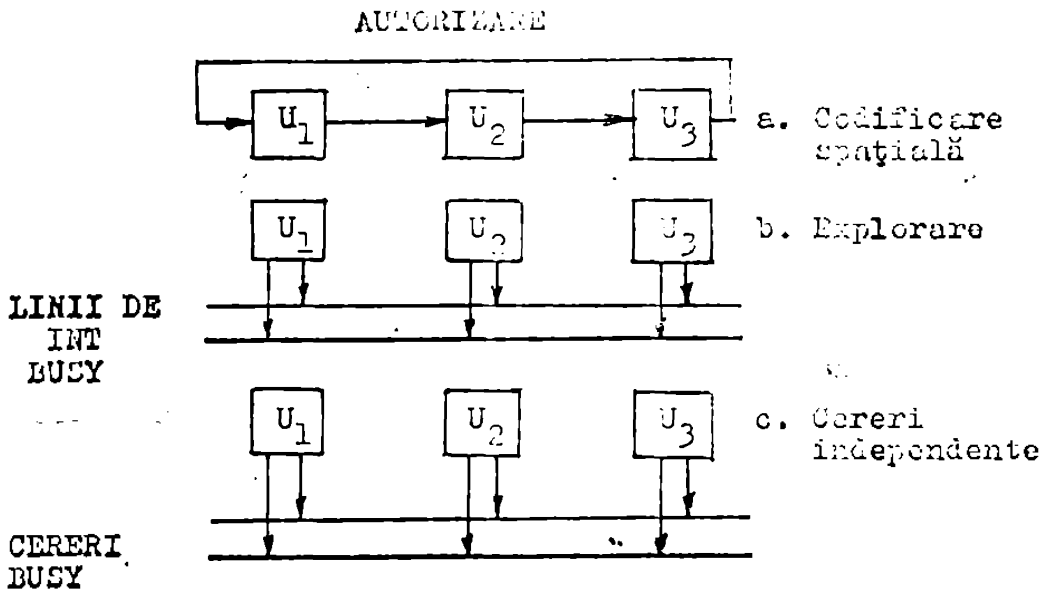 AUTORIZARE
U1 U2 U3 a. Codificare
spaţială
U1 U2 U3 b. Explorare
LINII DE
INT
BUSY
U1 U2 U3 c. Cereri
independente
CERERI
BUSY